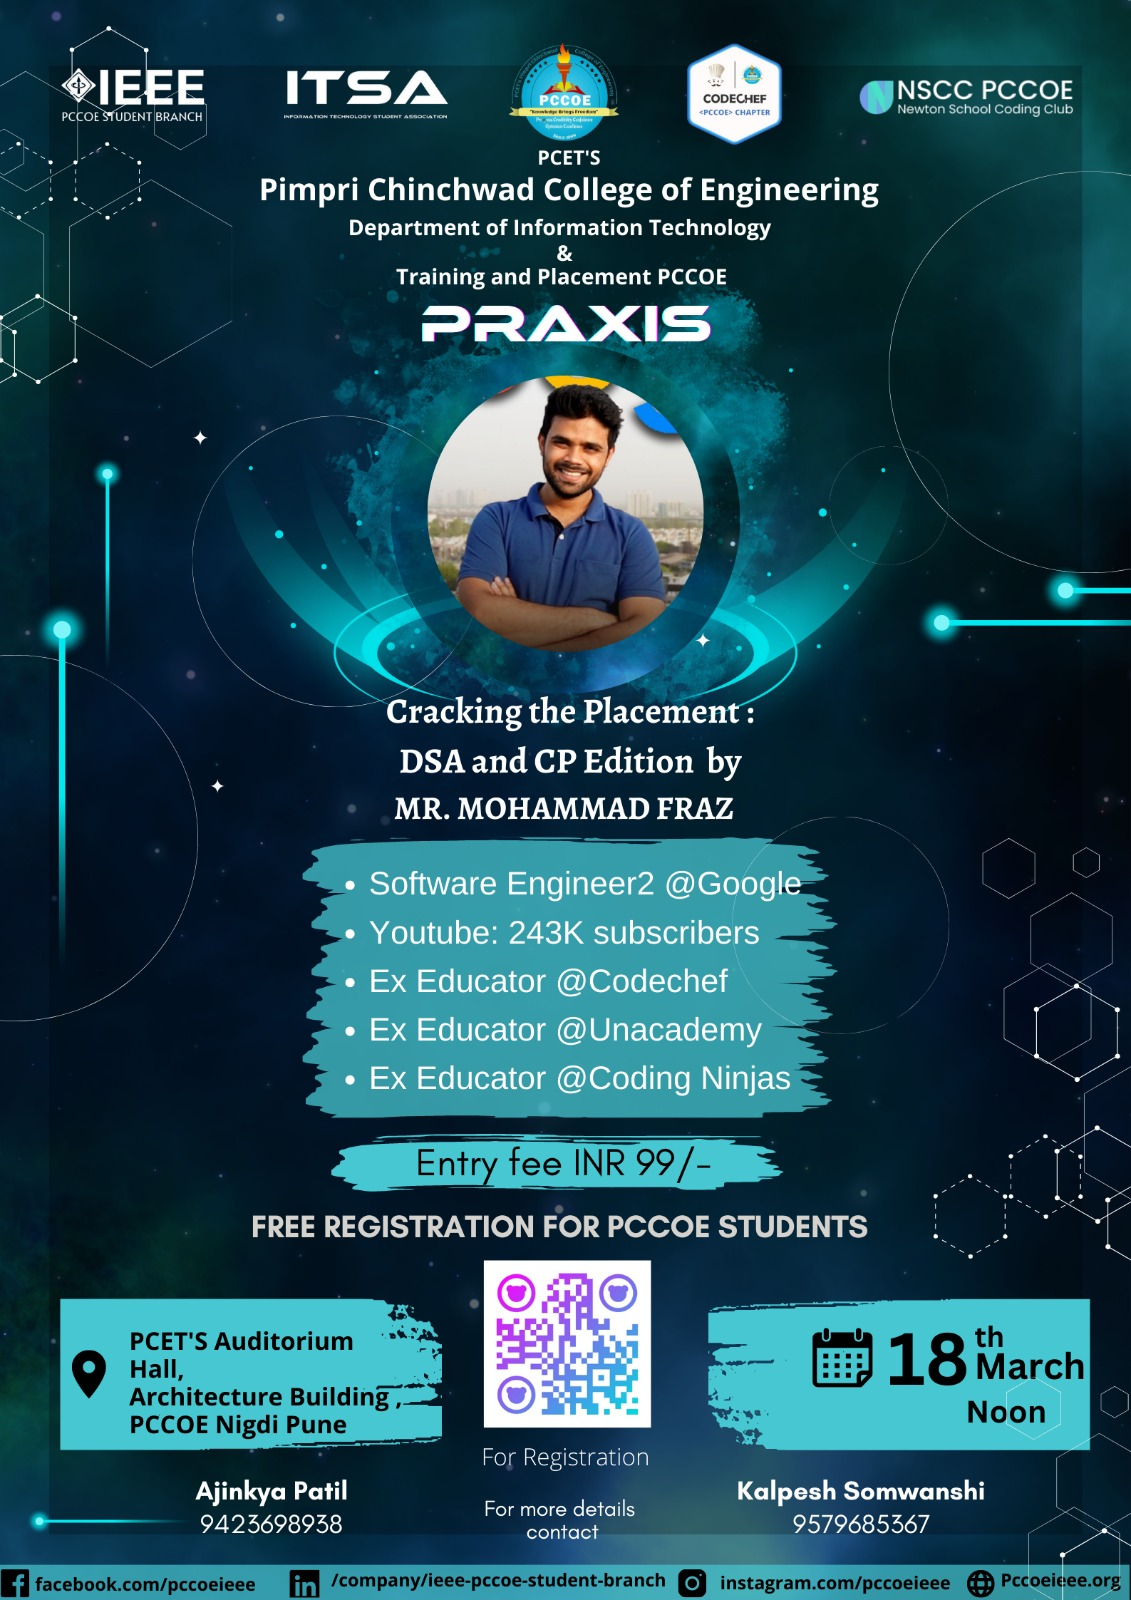 IEEE
PCCOE STUDENT BRANCH
ITSA
INFORMATION TECHNOLOGY STUDENT ASSOCIATION
PCCOE
"Knowledge Brings Freedom"
CODECHEF
<PCCOE> CHAPTER
NSCC PCCOE
Newton School Coding Club
PCET'S
Pimpri Chinchwad College of Engineering
Department of Information Technology
&
Training and Placement PCCOE
PRAXIS
Cracking the Placement :
DSA and CP Edition by
MR. MOHAMMAD FRAZ
• Software Engineer2 @Google
• Youtube: 243K subscribers
• Ex Educator @Codechef
• Ex Educator @Unacademy
• Ex Educator @Coding Ninjas
Entry fee INR 99/-
FREE REGISTRATION FOR PCCOE STUDENTS
PCET'S Auditorium
Hall,
Architecture Building ,
PCCOE Nigdi Pune
18th March
Noon
For Registration
Ajinkya Patil
9423698938
For more details
contact
Kalpesh Somwanshi
9579685367
facebook.com/pccoeieee
/company/ieee-pccoe-student-branch
instagram.com/pccoeieee
Pccoeieee.org